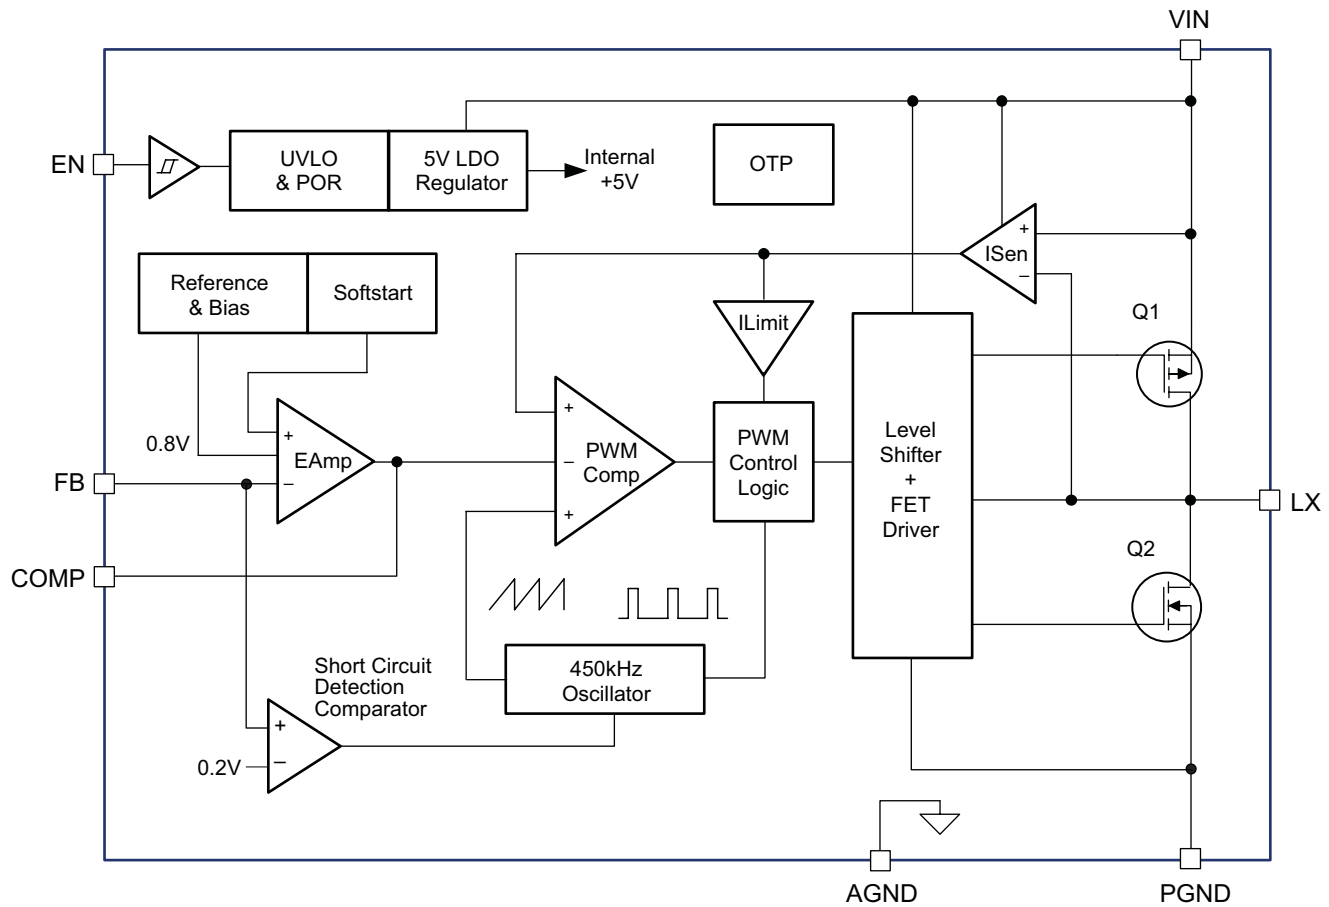 VIN
EN
UVLO
& POR
5V LDO
Regulator
Internal
+5V
OTP
+
ISen
−
Reference
& Bias
Softstart
ILimit
Q1
0.8V
+
EAmp
−
FB
COMP
+
−
PWM
Comp
+
PWM
Control
Logic
Level
Shifter
+
FET
Driver
LX
Q2
450kHz
Oscillator
Short Circuit
Detection
Comparator
+
0.2V
−
AGND
PGND